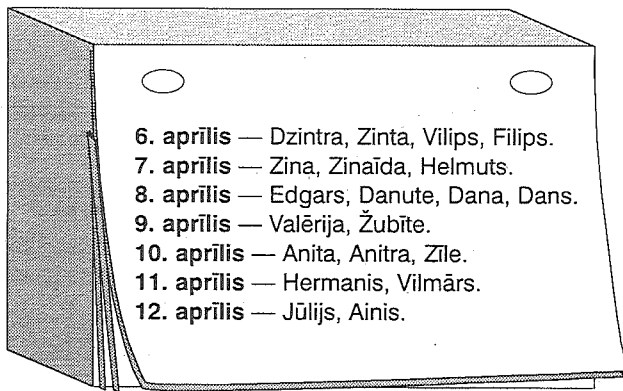 6. aprīlis — Dzintra, Zinta, Vilips, Filips.
7. aprīlis — Zina, Zinaīda, Helmuts.
8. aprīlis — Edgars, Danute, Dana, Dans.
9. aprīlis — Valērija, Žubīte.
10. aprīlis — Anita, Anitra, Zīle.
11. aprīlis — Hermanis, Vilmārs.
12. aprīlis — Jūlijs, Ainis.